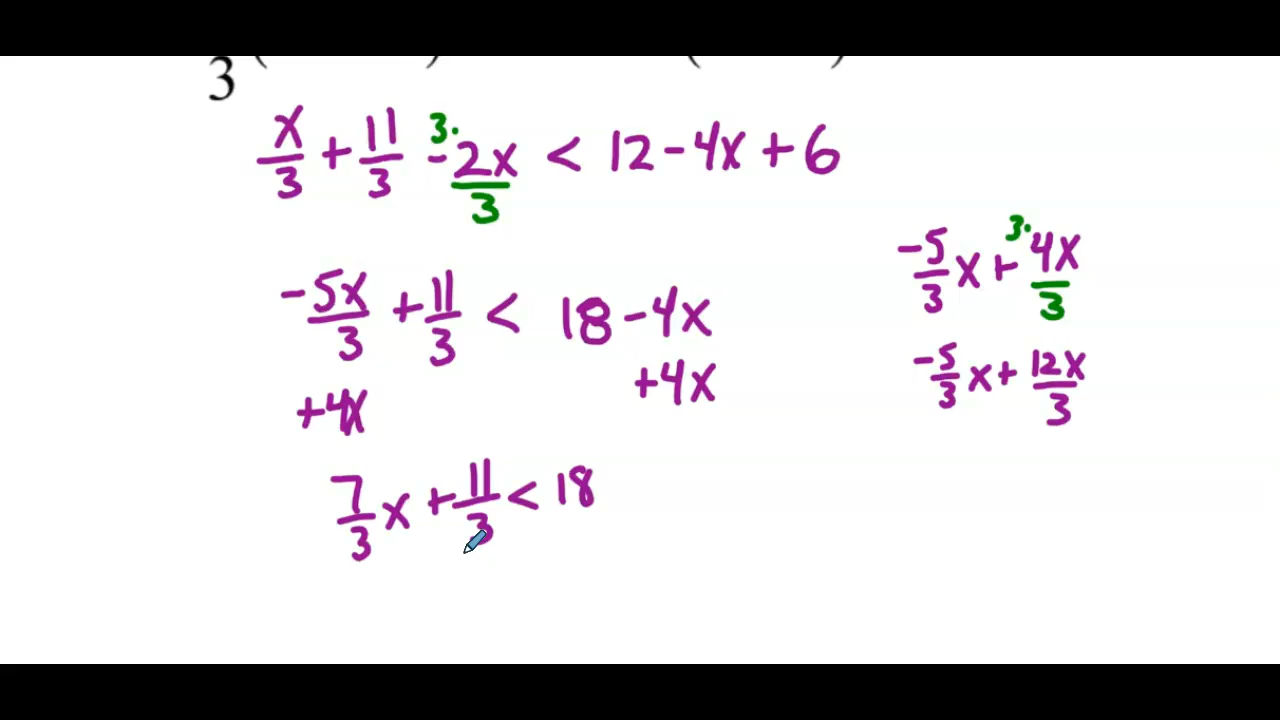 3 ( ) ( )
x/3 + 11/3 - 3·2x/3 < 12 - 4x + 6
-5x/3 + 11/3 < 18 - 4x
+4x +4x
7/3 x + 11/3 < 18
-5/3 x + 3·4x/3
-5/3 x + 12x/3